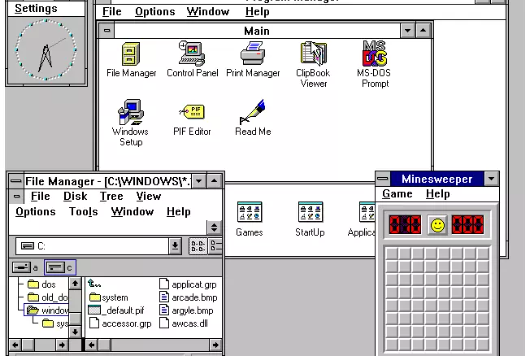 Program Manager
Settings
File Options Window Help
Main
File Manager
Control Panel
Print Manager
ClipBook Viewer
MS-DOS Prompt
Windows Setup
PIF Editor
Read Me
File Manager - [C:\WINDOWS\*.
File Disk Tree View
Options Tools Window Help
C:
a c
dos
old_do
window
sys
system
_default.pif
accessor.grp
applicat.grp
arcade.bmp
argyle.bmp
awcas.dll
Games
StartUp
Applica
Minesweeper
Game Help